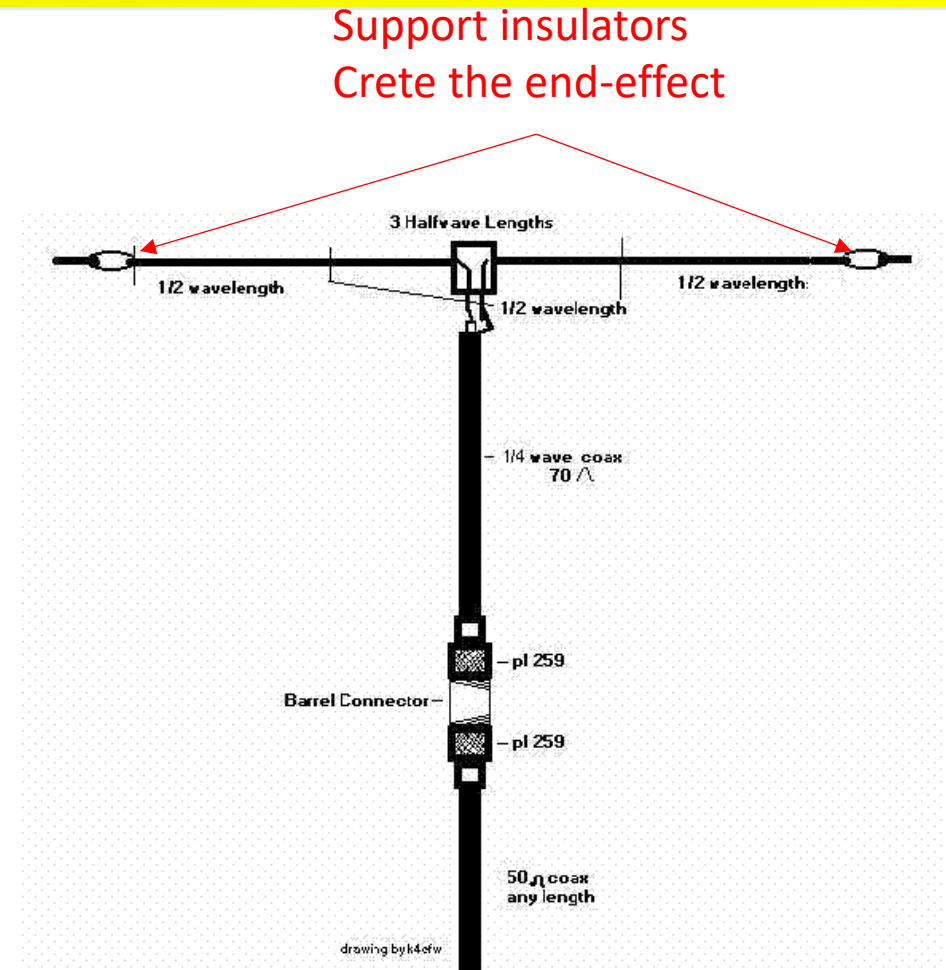 Support insulators
Crete the end-effect
3 Halfwave Lengths
1/2 wavelength
1/2 wavelength
1/2 wavelength:
1/4 wave coax
70 /\
pl 259
Barrel Connector
pl 259
50Ω coax
any length
drawing by k4efw